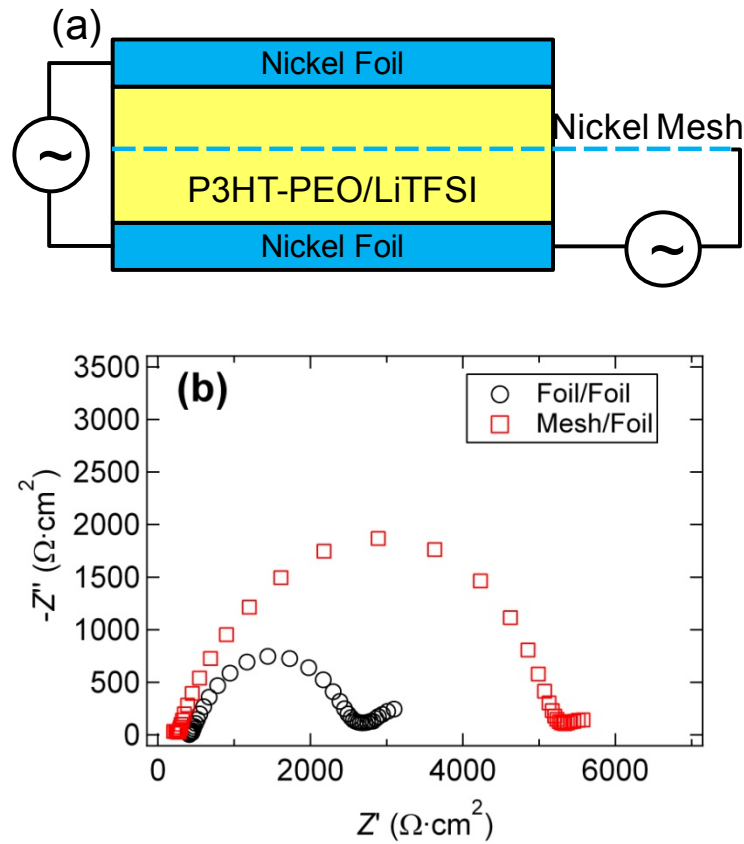 (a)
Nickel Foil
~
Nickel Mesh
P3HT-PEO/LiTFSI
Nickel Foil
~
(b)
Foil/Foil
Mesh/Foil
3500
3000
2500
2000
1500
1000
500
0
-Z'' (Ω·cm²)
0
2000
4000
6000
Z' (Ω·cm²)